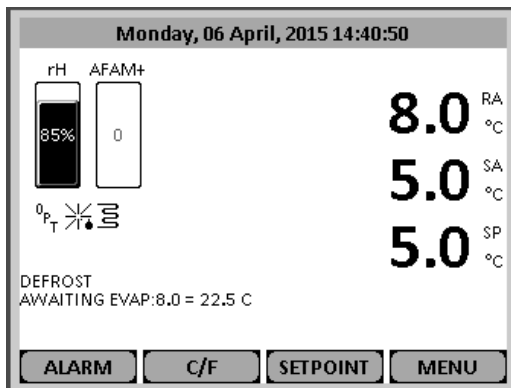 Monday, 06 April, 2015 14:40:50
rH AFAM+
85% 0
8.0 RA °C
5.0 SA °C
5.0 SP °C
0PT
DEFROST
AWAITING EVAP:8.0 = 22.5 C
ALARM C/F SETPOINT MENU